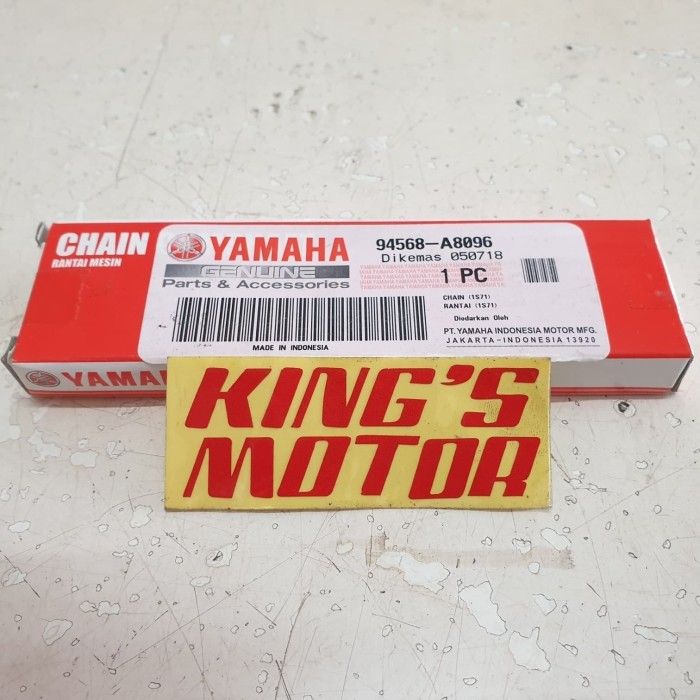 CHAIN
RANTAI MESIN
YAMAHA
GENUINE
Parts & Accessories
MADE IN INDONESIA
94568-A8096
Dikemas 050718
1 PC
CHAIN (1S71)
RANTAI (1S71)
Diedarkan Oleh
PT. YAMAHA INDONESIA MOTOR MFG.
JAKARTA-INDONESIA 13920
YAMAHA
KING'S
MOTOR